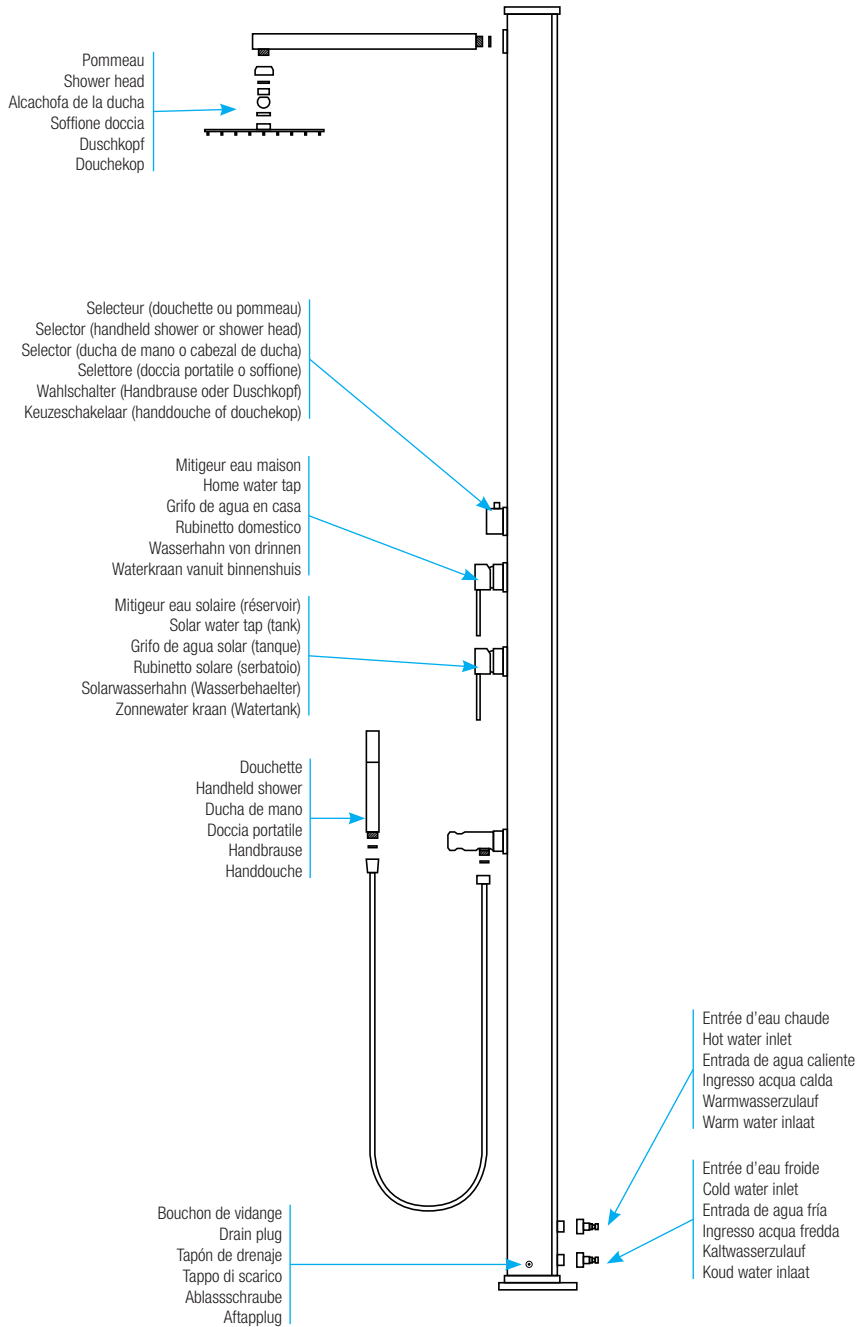 Pommeau
Shower head
Alcachofa de la ducha
Soffione doccia
Duschkopf
Douchekop
Selecteur (douchette ou pommeau)
Selector (handheld shower or shower head)
Selector (ducha de mano o cabezal de ducha)
Selettore (doccia portatile o soffione)
Wahlschalter (Handbrause oder Duschkopf)
Keuzeschakelaar (handdouche of douchekop)
Mitigeur eau maison
Home water tap
Grifo de agua en casa
Rubinetto domestico
Wasserhahn von drinnen
Waterkraan vanuit binnenshuis
Mitigeur eau solaire (réservoir)
Solar water tap (tank)
Grifo de agua solar (tanque)
Rubinetto solare (serbatoio)
Solarwasserhahn (Wasserbehaelter)
Zonnewater kraan (Watertank)
Douchette
Handheld shower
Ducha de mano
Doccia portatile
Handbrause
Handdouche
Entrée d'eau chaude
Hot water inlet
Entrada de agua caliente
Ingresso acqua calda
Warmwasserzulauf
Warm water inlaat
Entrée d'eau froide
Cold water inlet
Entrada de agua fría
Ingresso acqua fredda
Kaltwasserzulauf
Koud water inlaat
Bouchon de vidange
Drain plug
Tapón de drenaje
Tappo di scarico
Ablassschraube
Aftapplug